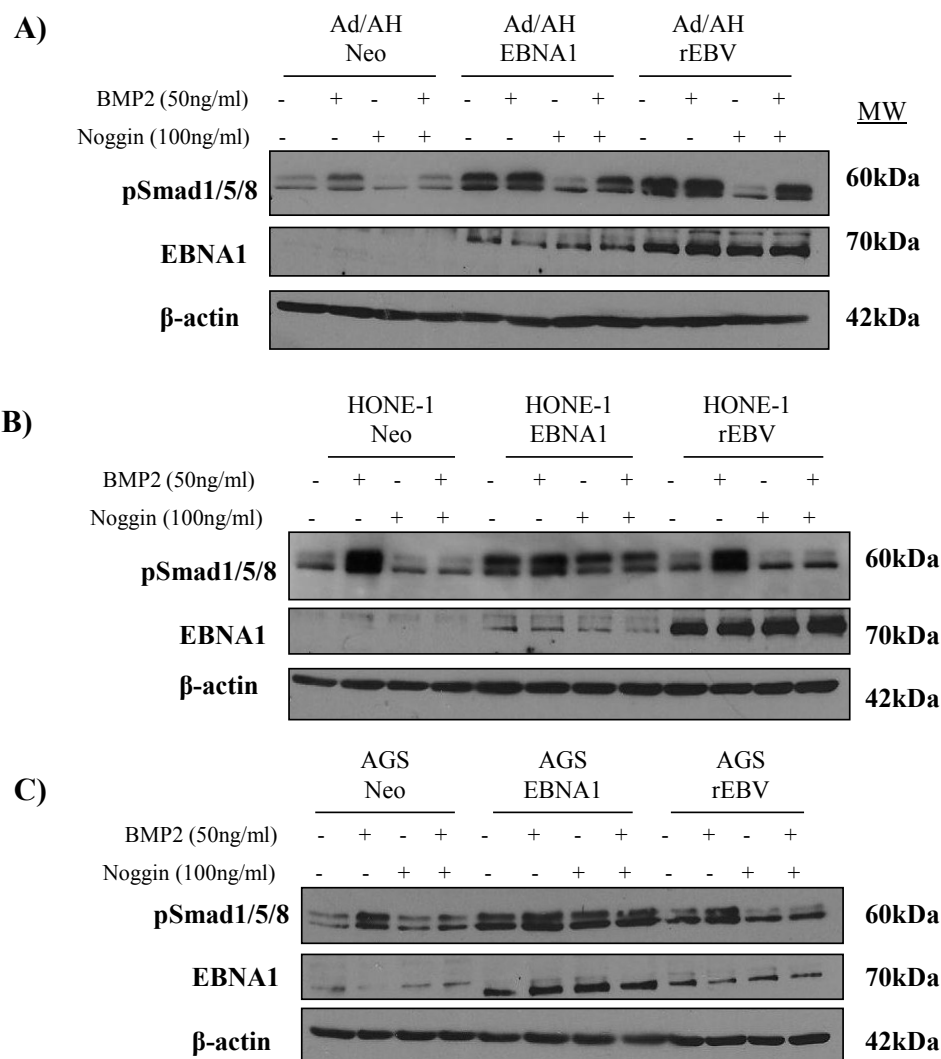 A)
Ad/AH Neo Ad/AH EBNA1 Ad/AH rEBV
BMP2 (50ng/ml) - + - + - + - + - + - +
MW
Noggin (100ng/ml) - - + + - - + + - - + +
pSmad1/5/8 60kDa
EBNA1 70kDa
β-actin 42kDa
B)
HONE-1 Neo HONE-1 EBNA1 HONE-1 rEBV
BMP2 (50ng/ml) - + - + - + - + - + - +
Noggin (100ng/ml) - - + + - - + + - - + +
pSmad1/5/8 60kDa
EBNA1 70kDa
β-actin 42kDa
C)
AGS Neo AGS EBNA1 AGS rEBV
BMP2 (50ng/ml) - + - + - + - + - + - +
Noggin (100ng/ml) - - + + - - + + - - + +
pSmad1/5/8 60kDa
EBNA1 70kDa
β-actin 42kDa